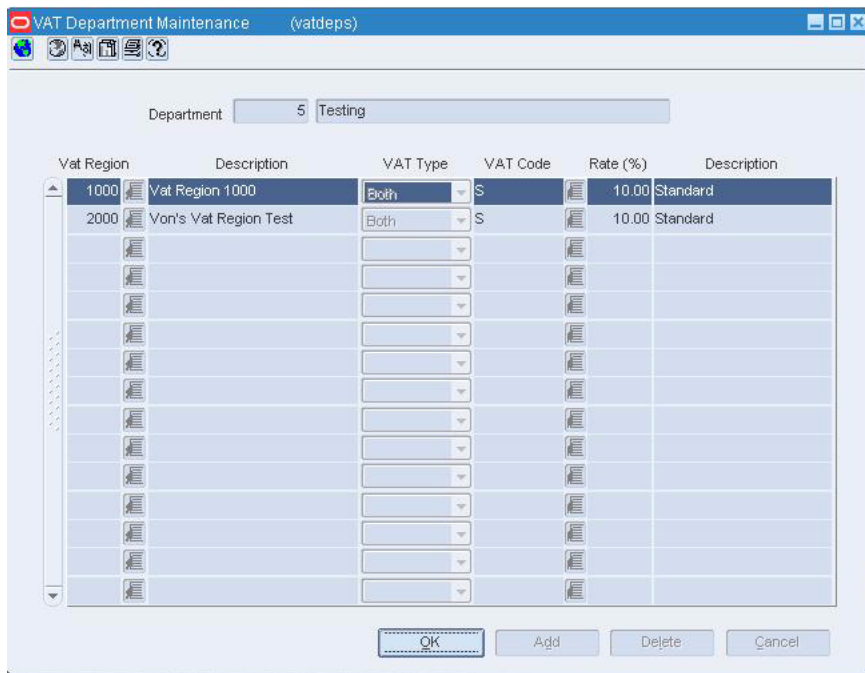 VAT Department Maintenance (vatdeps)
Department 5 Testing
Vat Region Description VAT Type VAT Code Rate (%) Description
1000 Vat Region 1000 Both S 10.00 Standard
2000 Von's Vat Region Test Both S 10.00 Standard
OK Add Delete Cancel